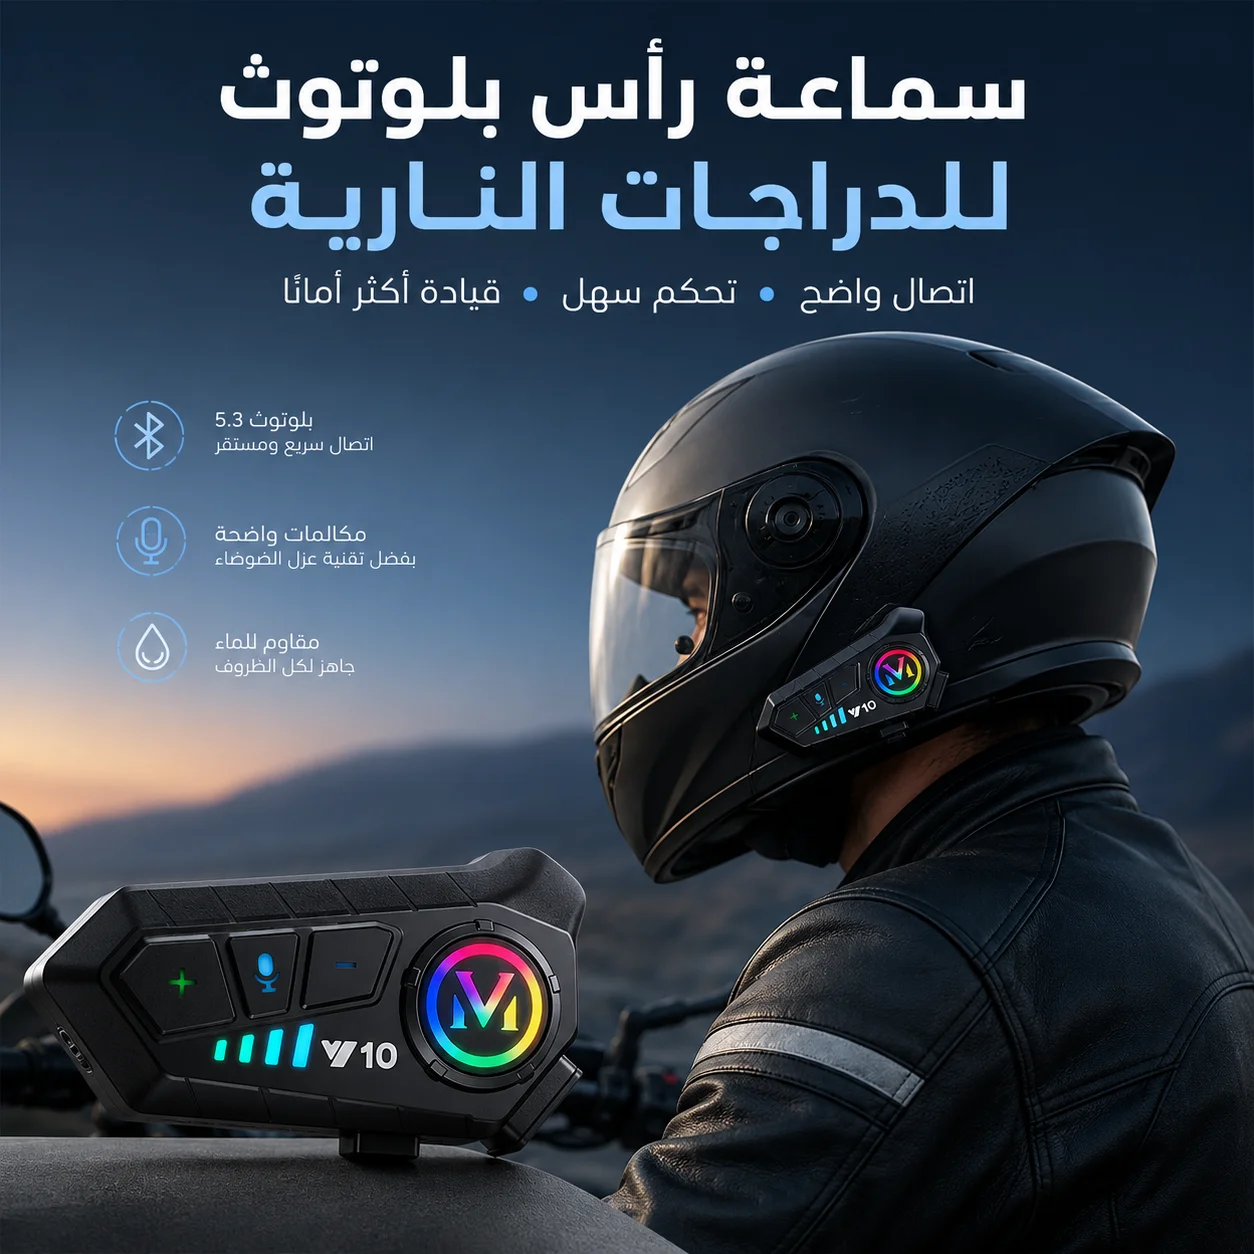 سماعة رأس بلوتوث
للدراجات النارية
اتصال واضح • تحكم سهل • قيادة أكثر أمانًا
بلوتوث 5.3
اتصال سريع ومستقر
مكالمات واضحة
بفضل تقنية عزل الضوضاء
مقاوم للماء
جاهز لكل الظروف
M
Y10
M
Y10